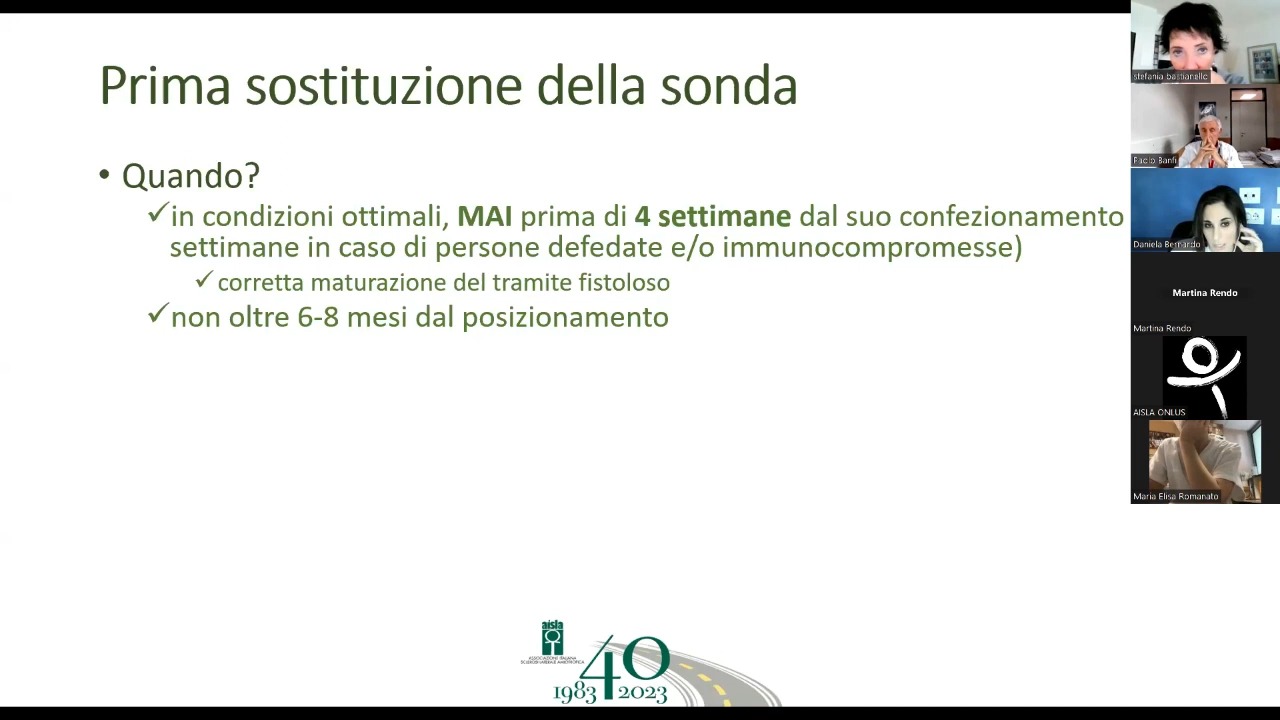 Prima sostituzione della sonda
• Quando?
✓in condizioni ottimali, MAI prima di 4 settimane dal suo confezionamento
settimane in caso di persone defedate e/o immunocompromesse)
✓corretta maturazione del tramite fistoloso
✓non oltre 6-8 mesi dal posizionamento
stefania bastianello
Paolo Banfi
Daniela Bernardo
Martina Rendo
Martina Rendo
AISLA ONLUS
Maria Elisa Romanato
aisla
ASSOCIAZIONE ITALIANA
SCLEROSI LATERALE AMIOTROFICA
40
1983 2023